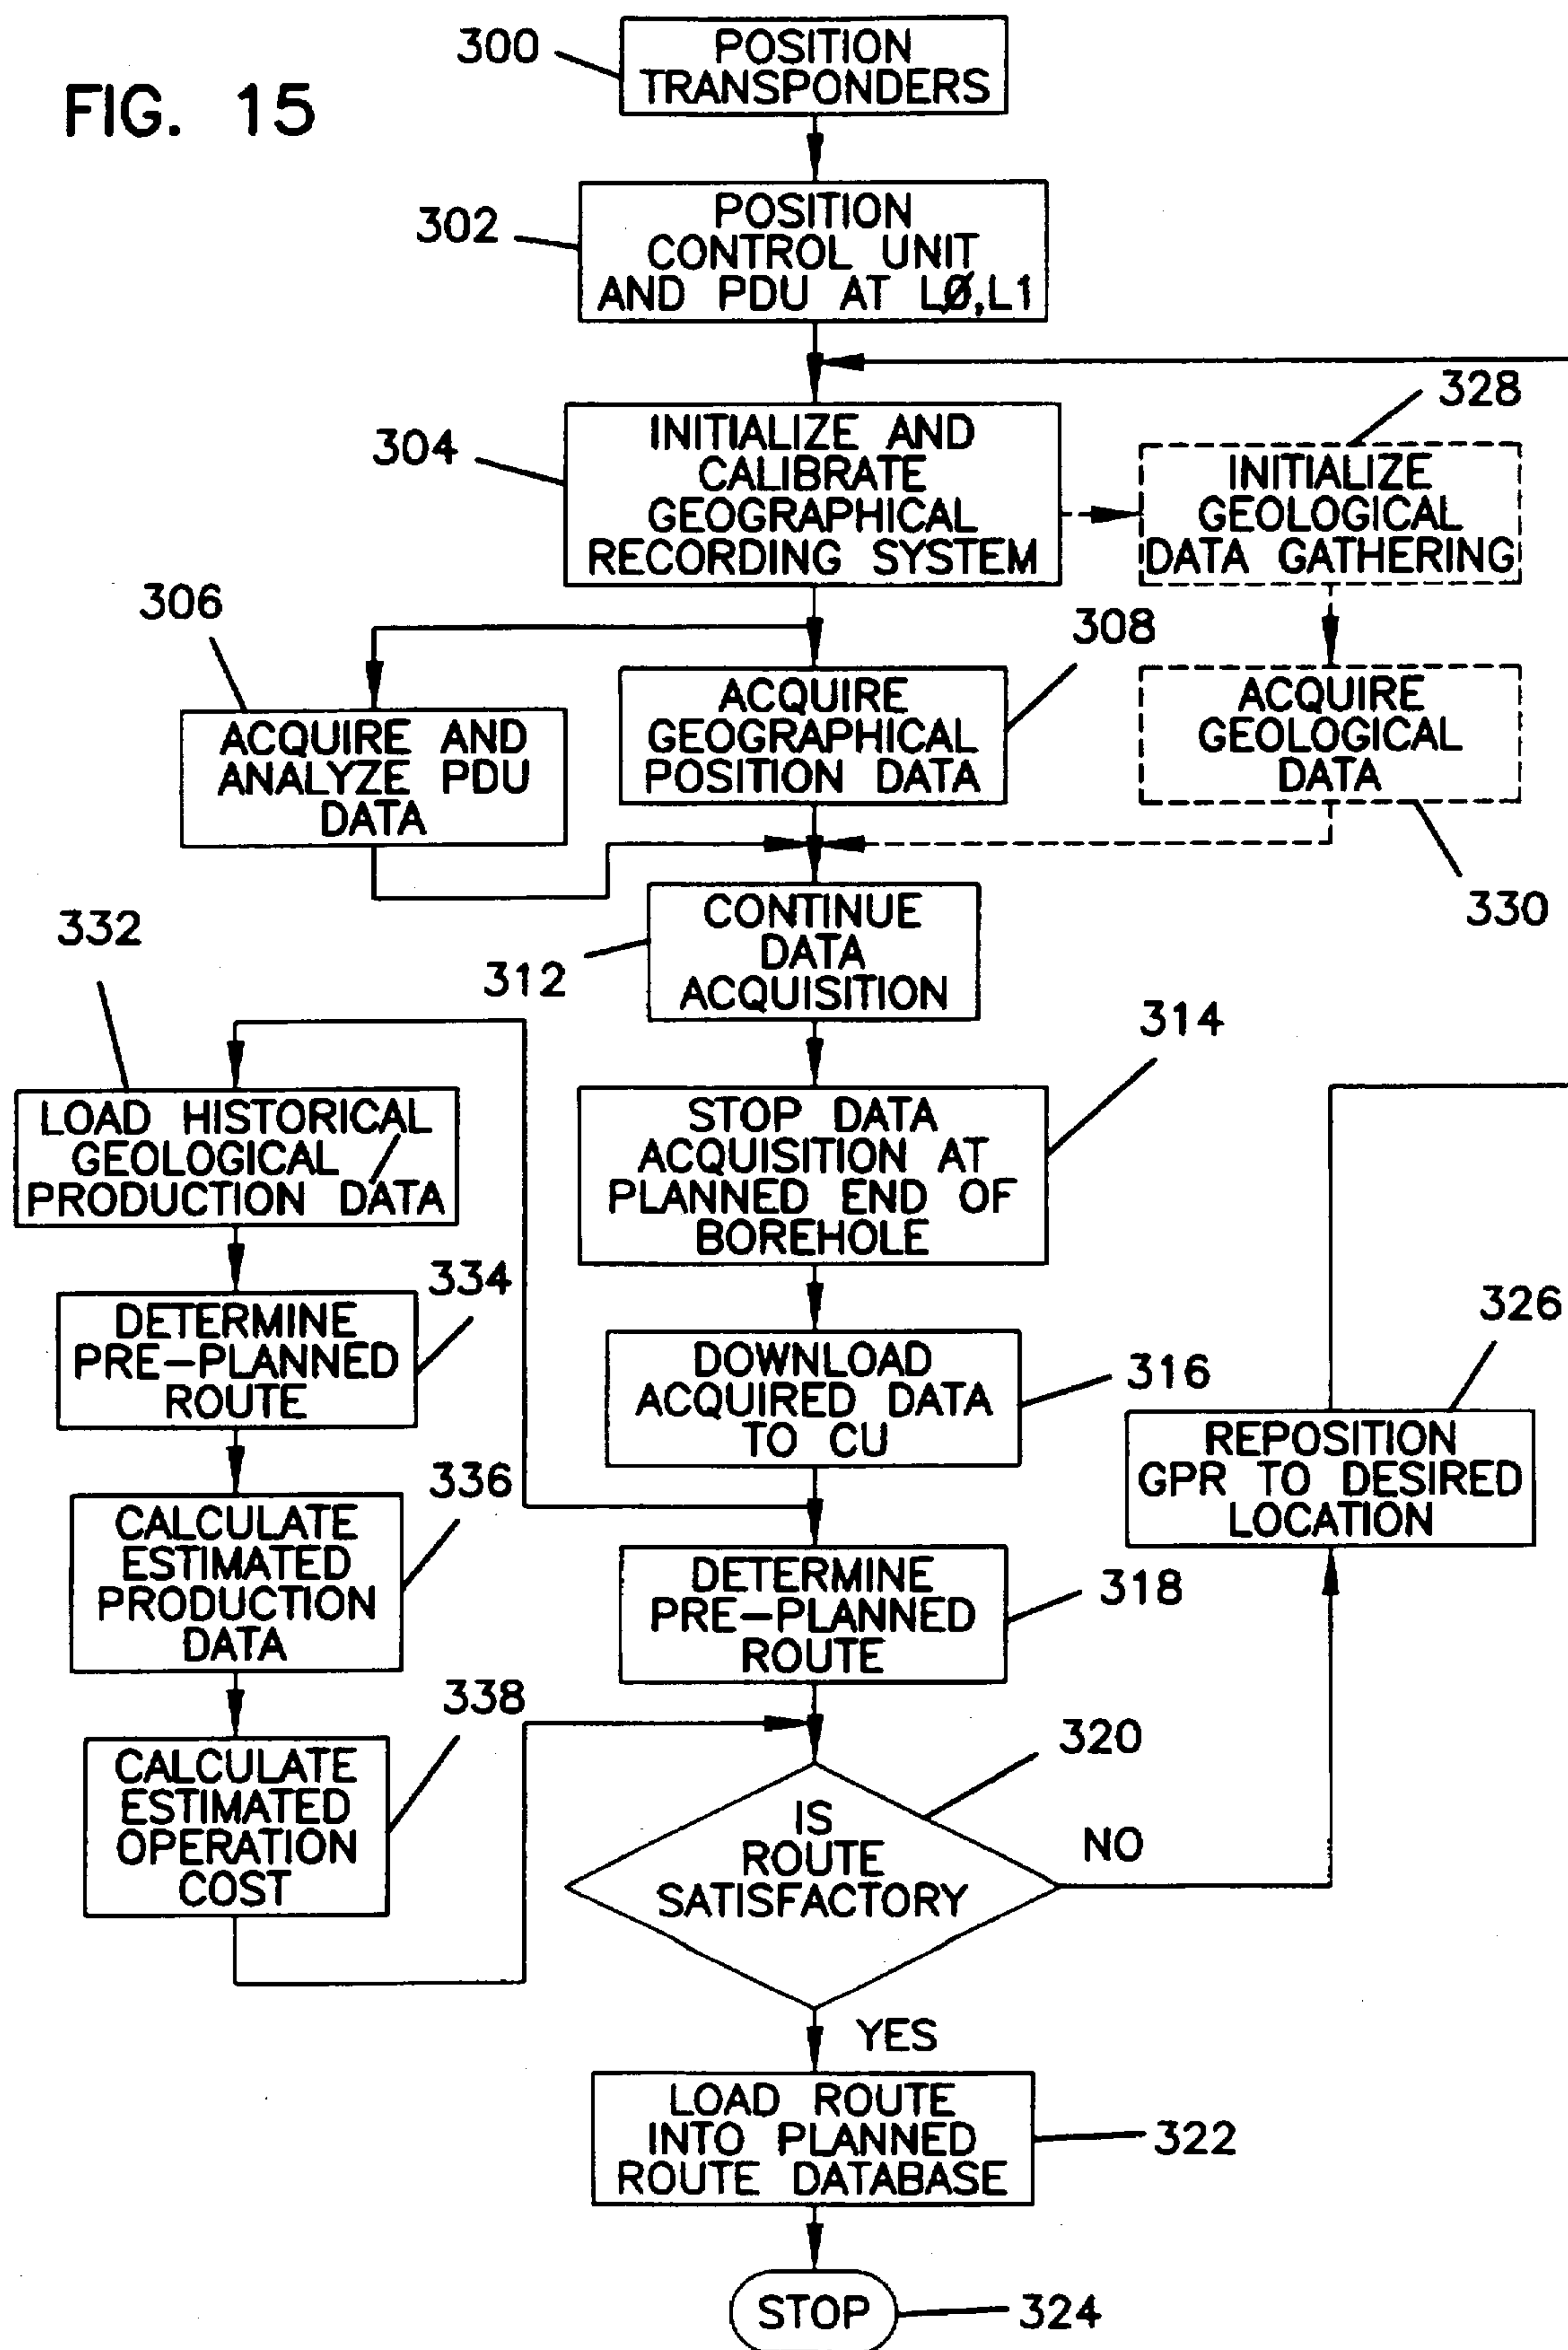 FIG. 15
300
POSITION
TRANSPONDERS
302
POSITION
CONTROL UNIT
AND PDU AT LØ,L1
304
INITIALIZE AND
CALIBRATE
GEOGRAPHICAL
RECORDING SYSTEM
328
INITIALIZE
GEOLOGICAL
DATA GATHERING
306
ACQUIRE AND
ANALYZE PDU
DATA
308
ACQUIRE
GEOGRAPHICAL
POSITION DATA
ACQUIRE
GEOLOGICAL
DATA
330
312
CONTINUE
DATA
ACQUISITION
332
LOAD HISTORICAL
GEOLOGICAL /
PRODUCTION DATA
314
STOP DATA
ACQUISITION AT
PLANNED END OF
BOREHOLE
334
DETERMINE
PRE-PLANNED
ROUTE
316
DOWNLOAD
ACQUIRED DATA
TO CU
326
REPOSITION
GPR TO DESIRED
LOCATION
336
CALCULATE
ESTIMATED
PRODUCTION
DATA
318
DETERMINE
PRE-PLANNED
ROUTE
338
CALCULATE
ESTIMATED
OPERATION
COST
320
IS
ROUTE
SATISFACTORY
NO
YES
LOAD ROUTE
INTO PLANNED
ROUTE DATABASE
322
STOP
324